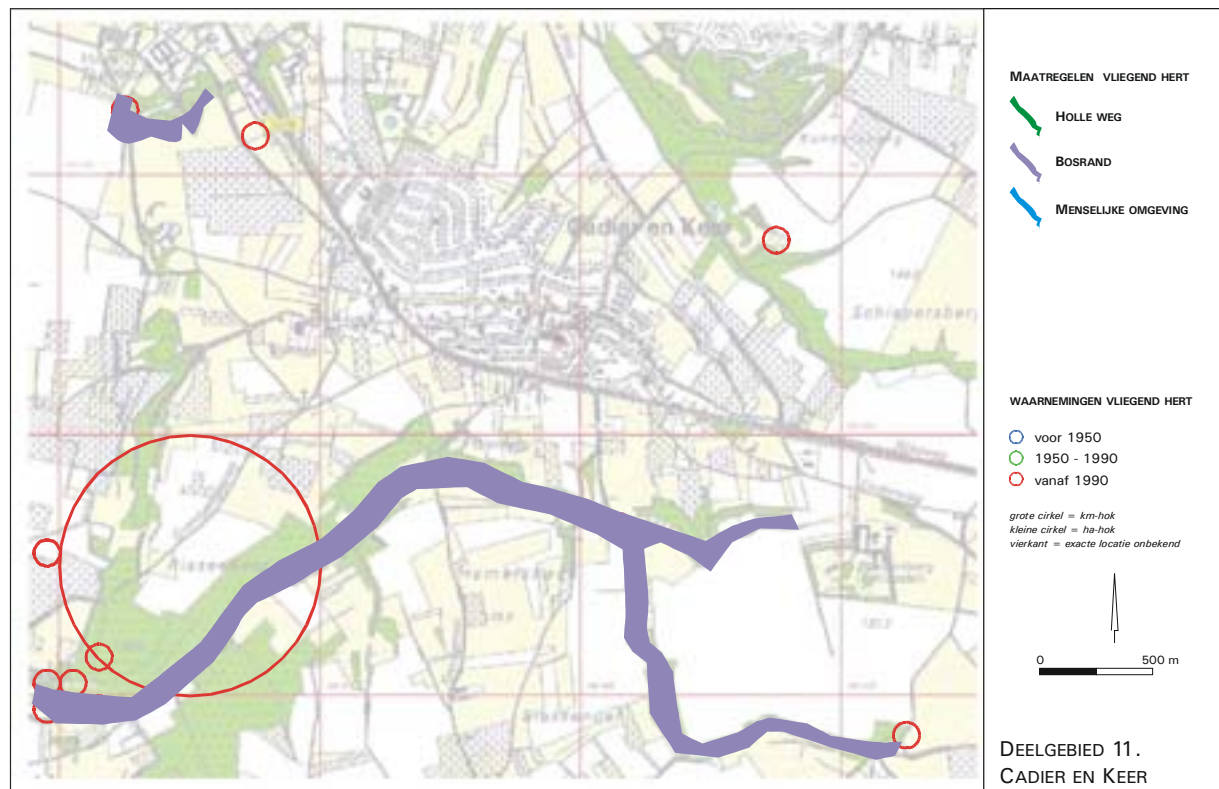 Cadier en Keer
Schiepersberg
MAATREGELEN VLIEGEND HERT
HOLLE WEG
BOSRAND
MENSELIJKE OMGEVING
WAARNEMINGEN VLIEGEND HERT
voor 1950
1950 - 1990
vanaf 1990
grote cirkel = km-hok
kleine cirkel = ha-hok
vierkant = exacte locatie onbekend
0 500 m
DEELGEBIED 11.
CADIER EN KEER